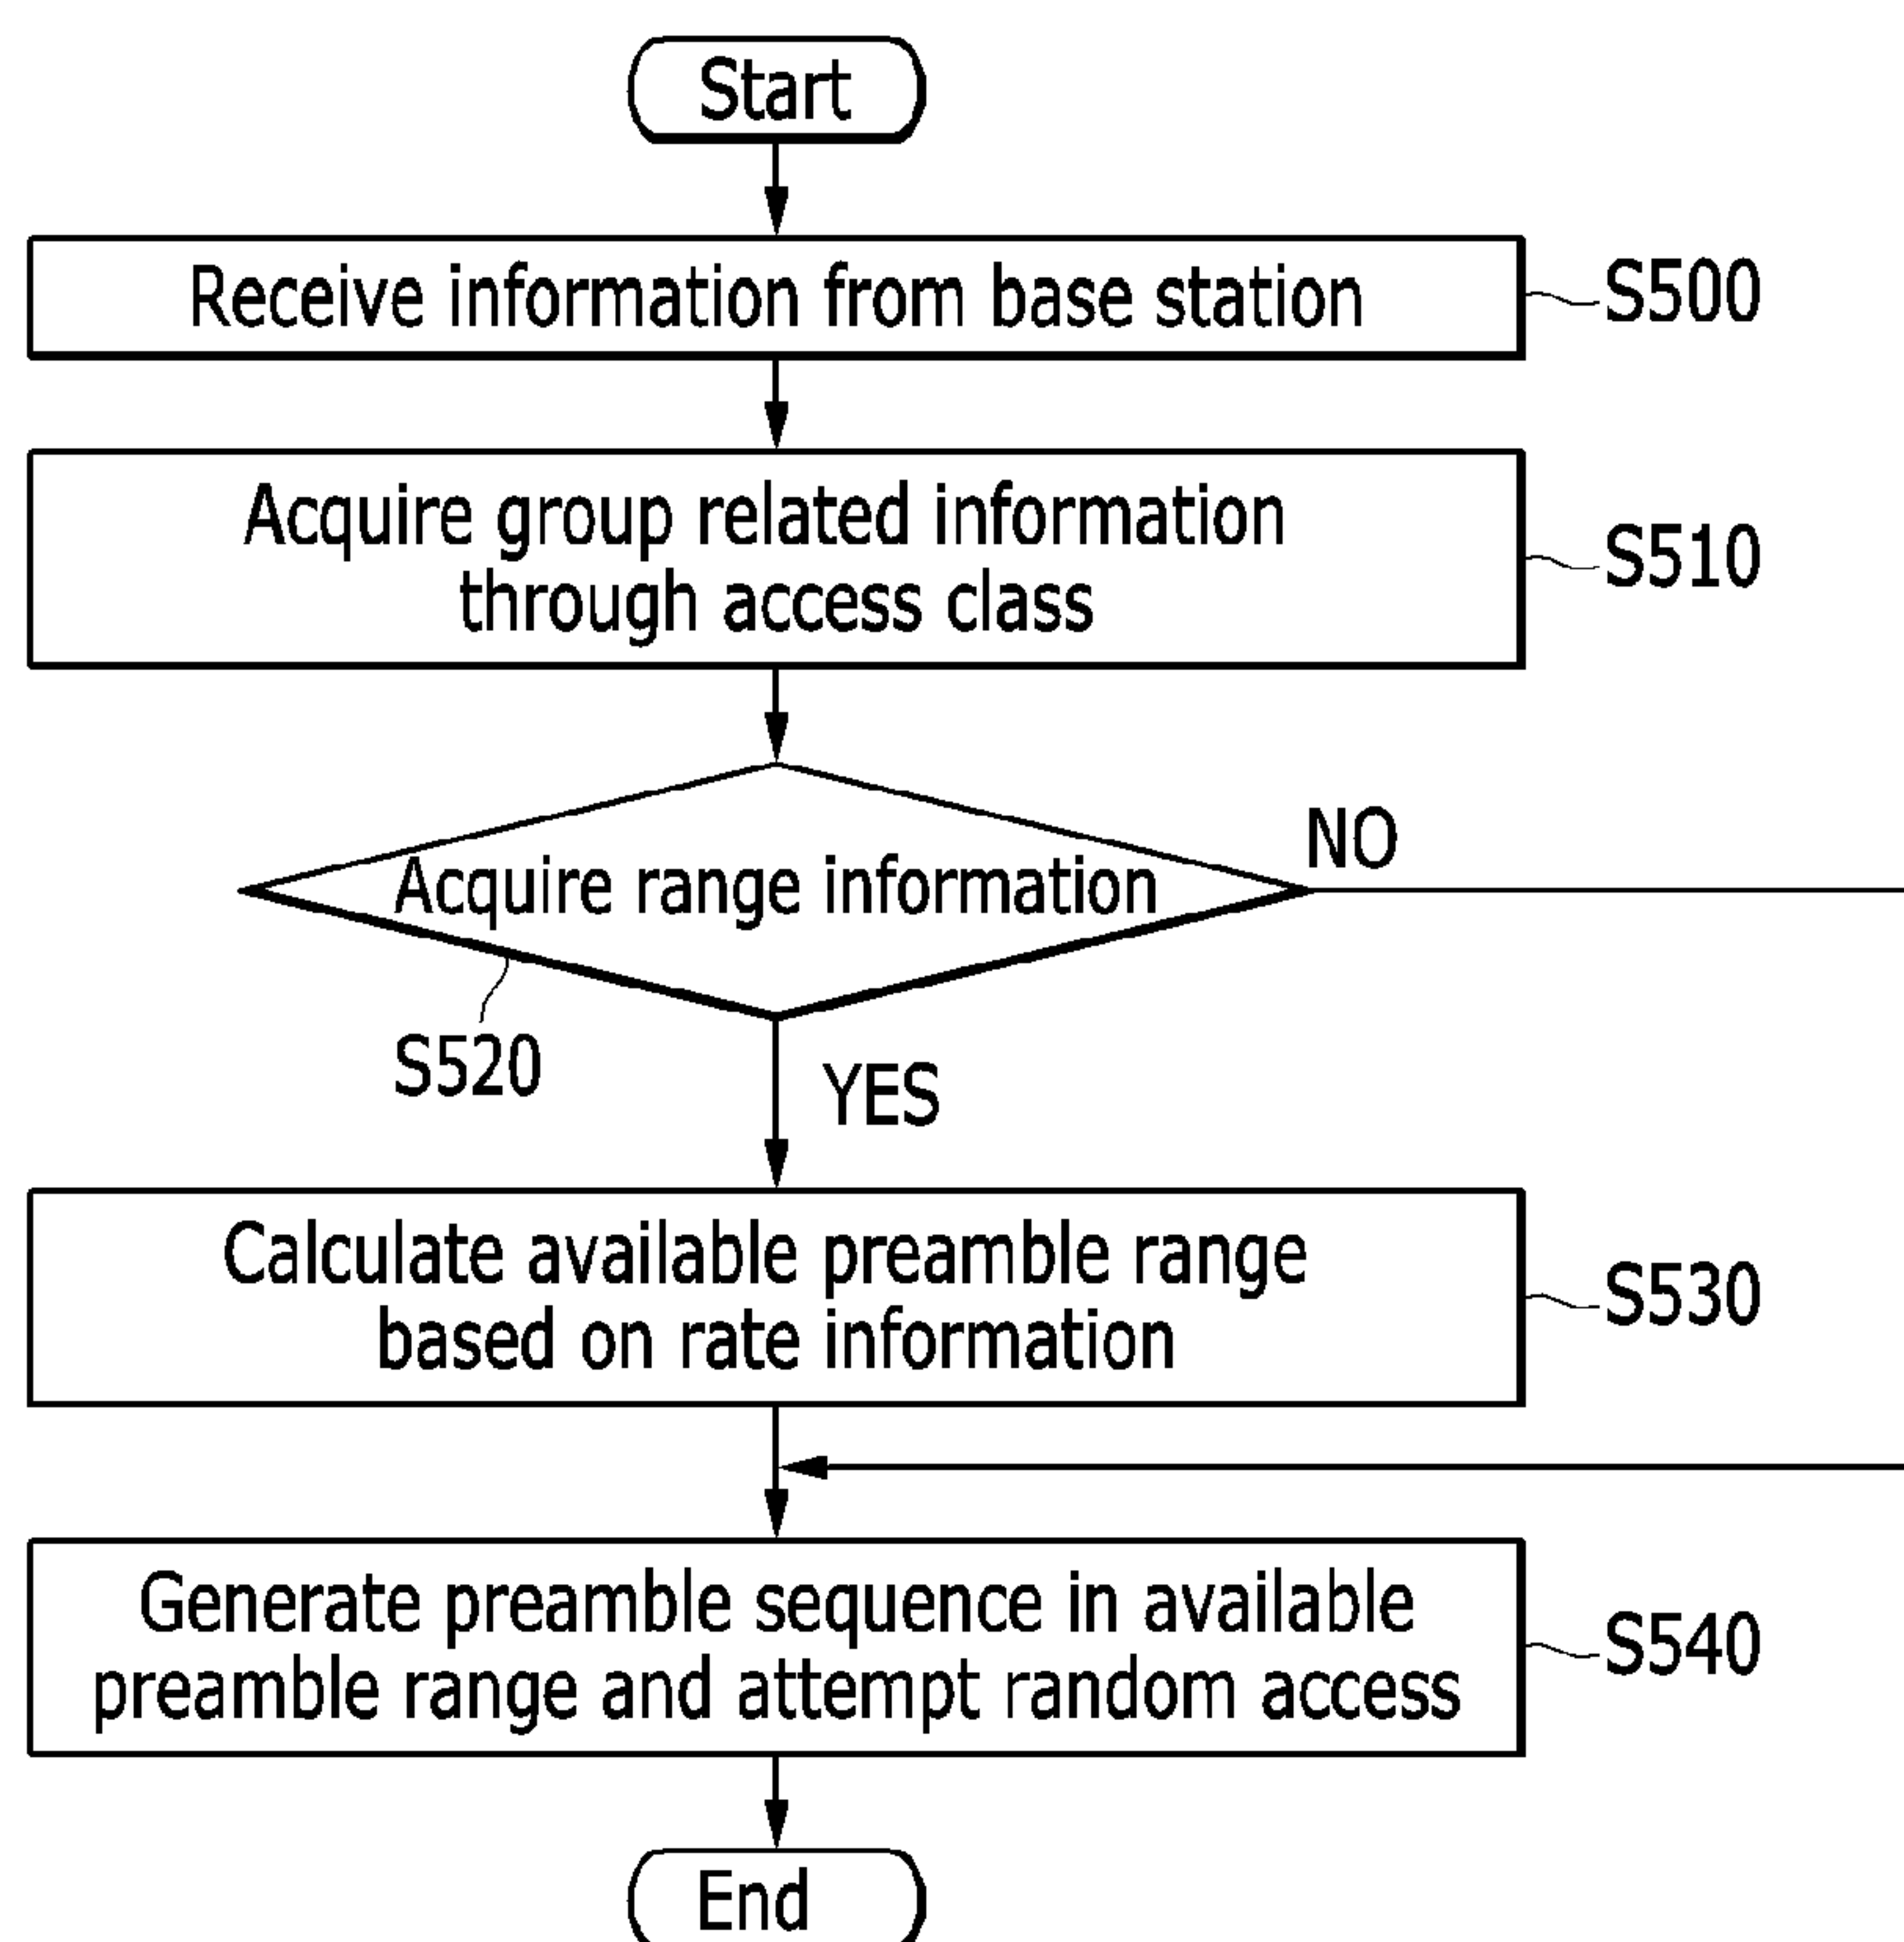 Start
Receive information from base station
S500
Acquire group related information
through access class
S510
NO
Acquire range information
S520
YES
Calculate available preamble range
based on rate information
S530
Generate preamble sequence in available
preamble range and attempt random access
S540
End